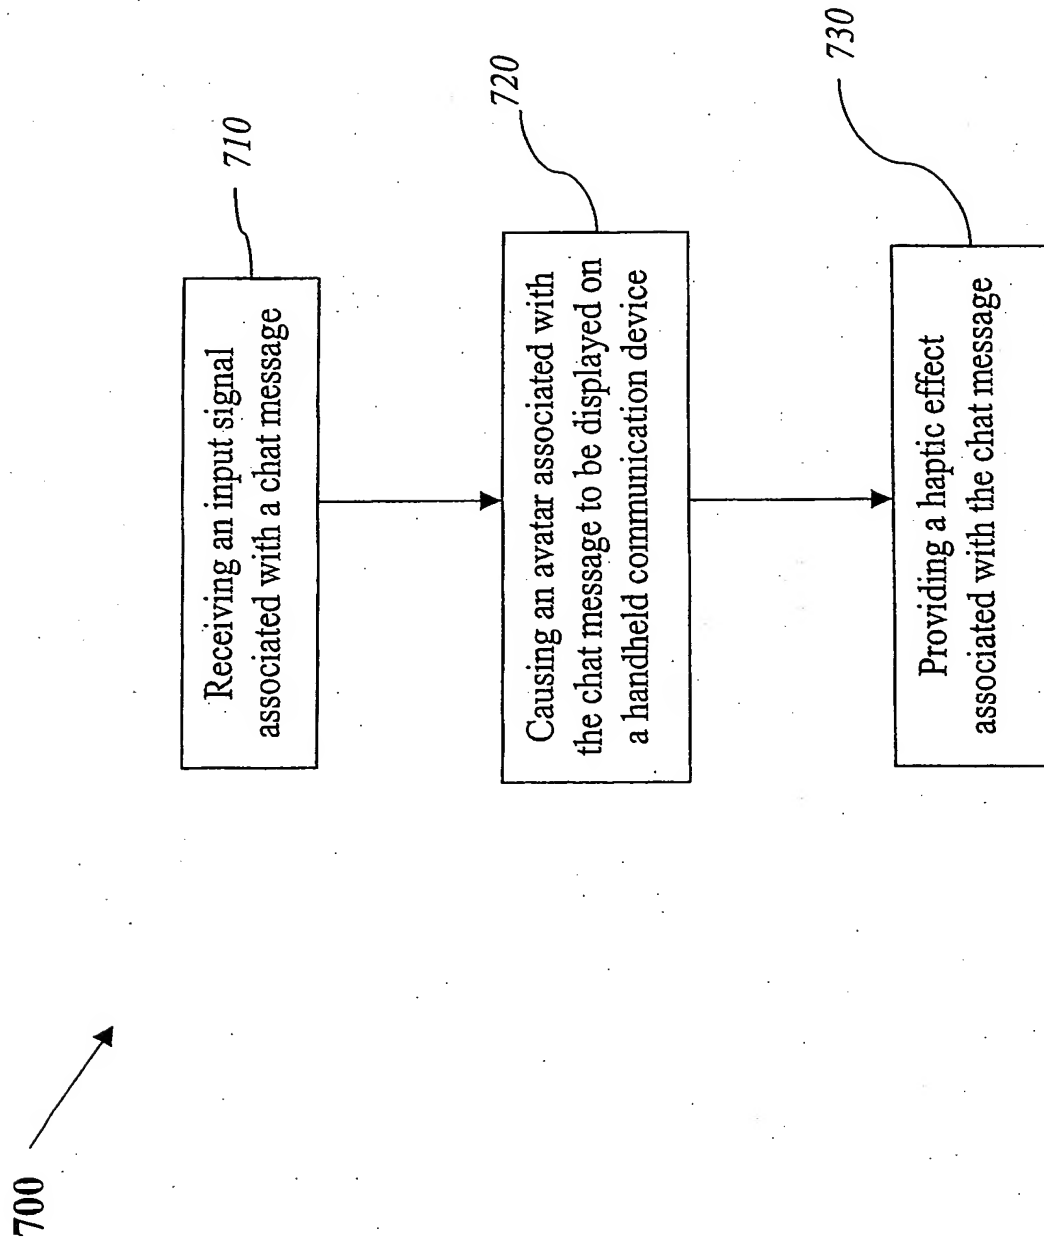 700
710
Receiving an input signal
associated with a chat message
720
Causing an avatar associated with
the chat message to be displayed on
a handheld communication device
730
Providing a haptic effect
associated with the chat message